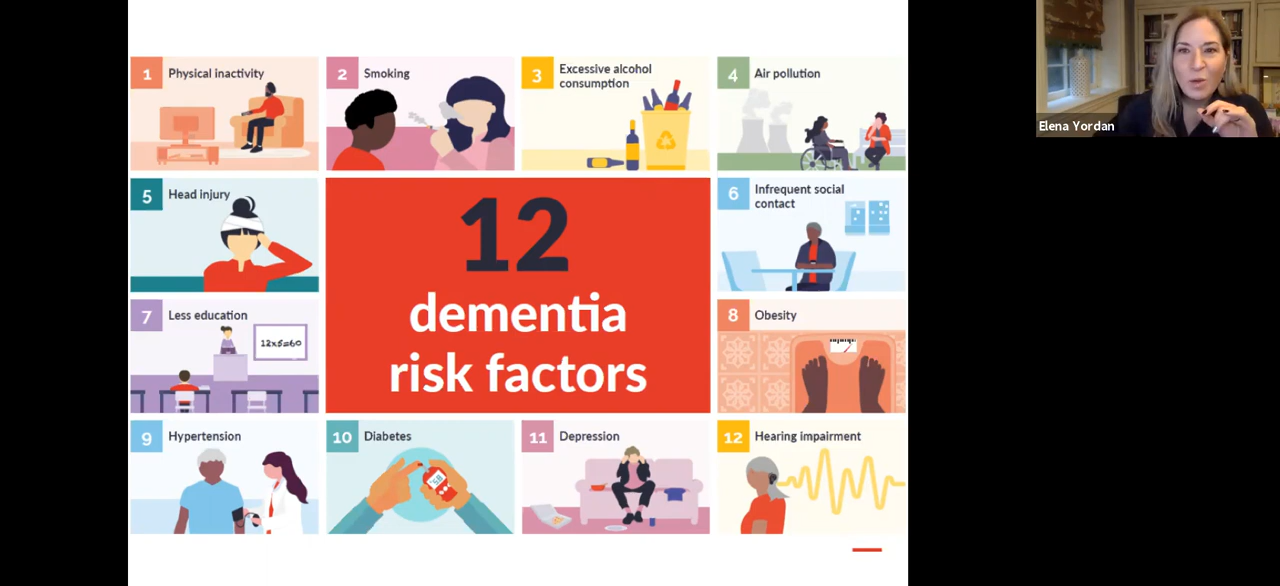 1 Physical inactivity
2 Smoking
3 Excessive alcohol
consumption
4 Air pollution
Elena Yordan
5 Head injury
12
dementia
risk factors
6 Infrequent social
contact
7 Less education
12x5=60
8 Obesity
9 Hypertension
10 Diabetes
11 Depression
12 Hearing impairment